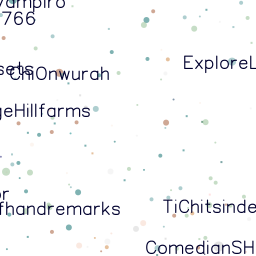 vampiro
766
ExploreL
sets
ChiOnwurah
geHillfarms
or
fhandremarks
TiChitsinde
ComedianSH